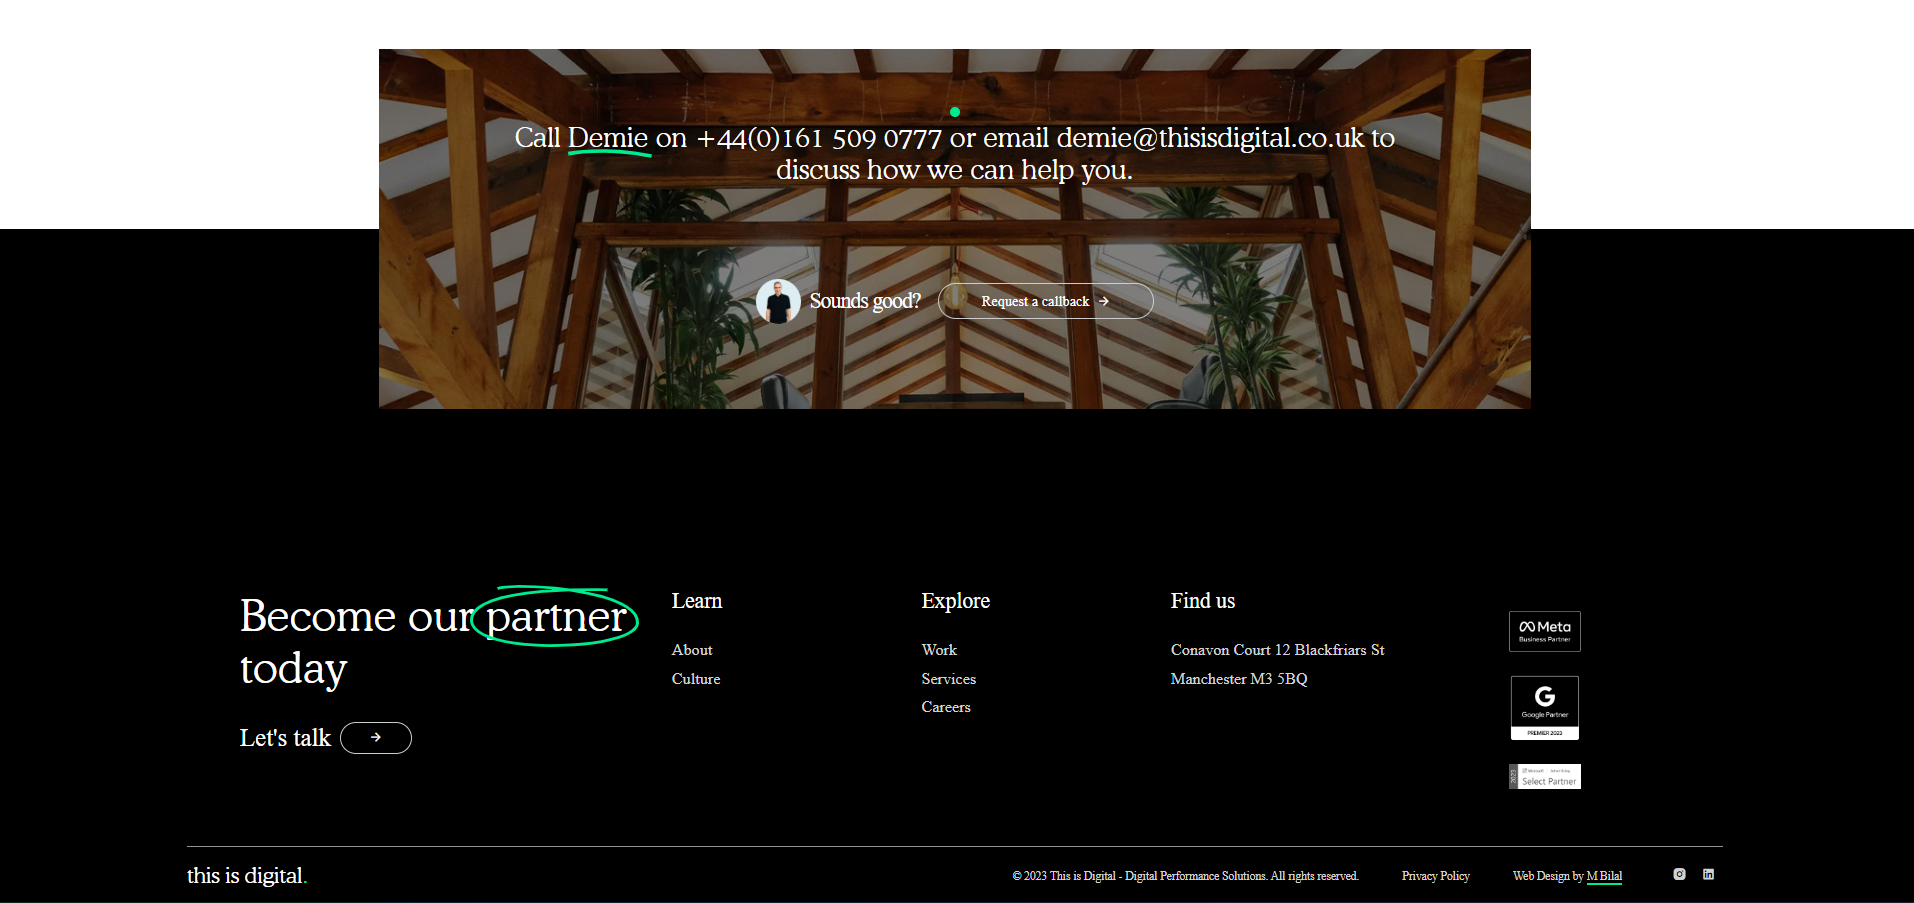 Call Demie on +44(0)161 509 0777 or email demie@thisisdigital.co.uk to
discuss how we can help you.
Sounds good?
Request a callback →
Become our partner
today
Let's talk →
Learn
About
Culture
Explore
Work
Services
Careers
Find us
Conavon Court 12 Blackfriars St
Manchester M3 5BQ
Meta
Business Partner
G
Google Partner
PREMIER 2023
2023
Microsoft
Select Partner
this is digital.
© 2023 This is Digital - Digital Performance Solutions. All rights reserved.
Privacy Policy
Web Design by M Bilal
in